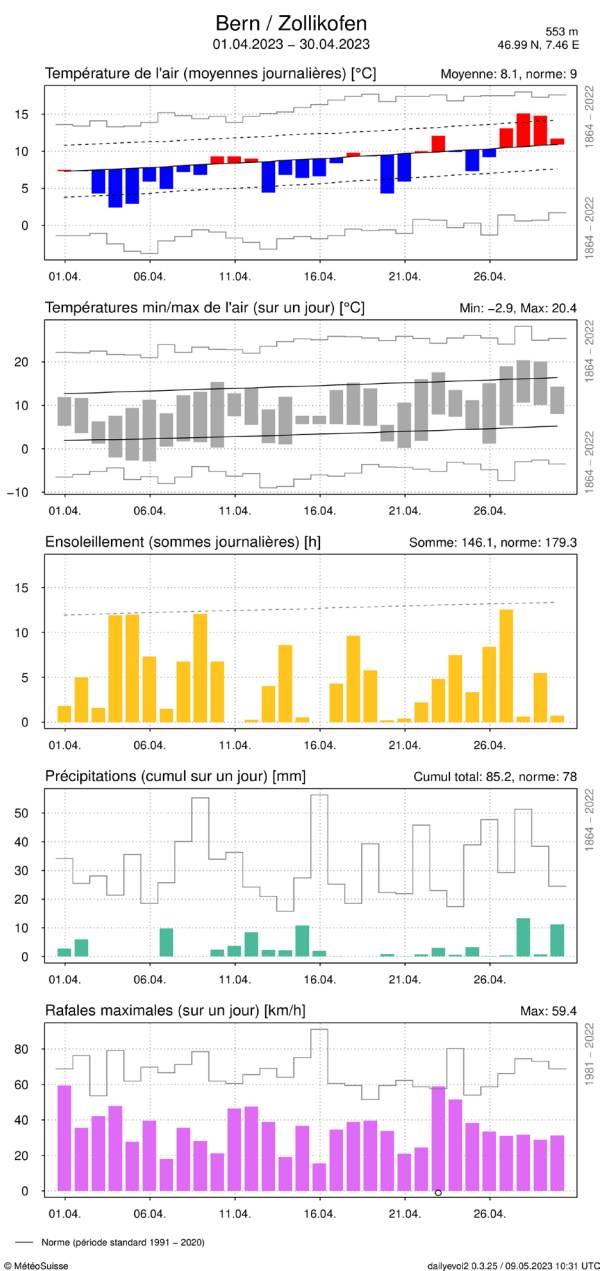 Bern / Zollikofen
01.04.2023 − 30.04.2023
553 m
46.99 N, 7.46 E
Température de l'air (moyennes journalières) [°C]
Moyenne: 8.1, norme: 9
15
10
5
0
1864 − 2022
1864 − 2022
01.04. 06.04. 11.04. 16.04. 21.04. 26.04.
Températures min/max de l'air (sur un jour) [°C]
Min: −2.9, Max: 20.4
20
10
0
−10
1864 − 2022
1864 − 2022
01.04. 06.04. 11.04. 16.04. 21.04. 26.04.
Ensoleillement (sommes journalières) [h]
Somme: 146.1, norme: 179.3
15
10
5
0
01.04. 06.04. 11.04. 16.04. 21.04. 26.04.
Précipitations (cumul sur un jour) [mm]
Cumul total: 85.2, norme: 78
50
40
30
20
10
0
1864 − 2022
01.04. 06.04. 11.04. 16.04. 21.04. 26.04.
Rafales maximales (sur un jour) [km/h]
Max: 59.4
80
60
40
20
0
1981 − 2022
01.04. 06.04. 11.04. 16.04. 21.04. 26.04.
Norme (période standard 1991 − 2020)
© MétéoSuisse
dailyevol2 0.3.25 / 09.05.2023 10:31 UTC